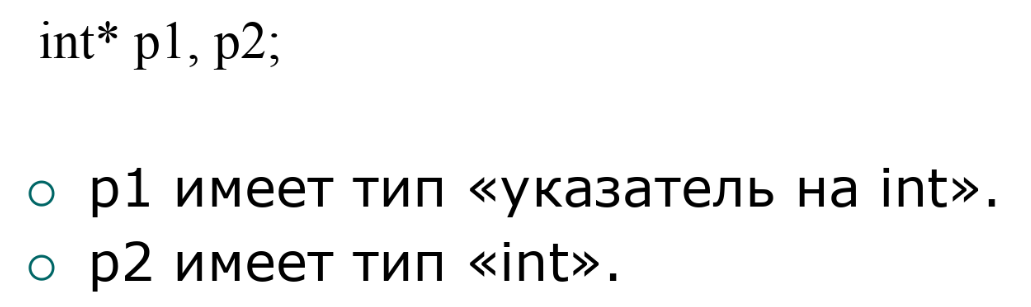 int* p1, p2;
p1 имеет тип «указатель на int».
p2 имеет тип «int».